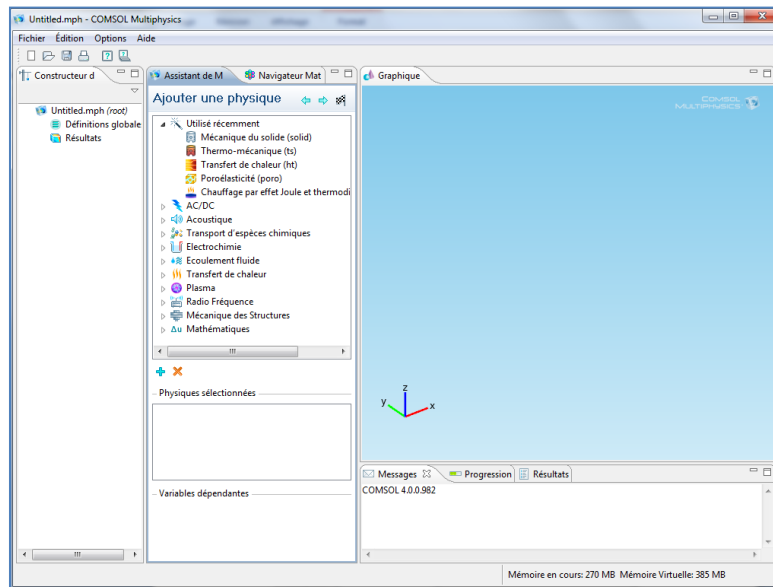 Untitled.mph - COMSOL Multiphysics
Fichier Édition Options Aide
Constructeur d
Assistant de M
Navigateur Mat
Graphique
Ajouter une physique
COMSOL
MULTIPHYSICS
Untitled.mph (root)
Définitions globale
Résultats
Utilisé récemment
Mécanique du solide (solid)
Thermo-mécanique (ts)
Transfert de chaleur (ht)
Poroélasticité (poro)
Chauffage par effet Joule et thermodi
AC/DC
Acoustique
Transport d'espèces chimiques
Electrochimie
Ecoulement fluide
Transfert de chaleur
Plasma
Radio Fréquence
Mécanique des Structures
Δu Mathématiques
Physiques sélectionnées
Variables dépendantes
z
y
x
Messages
Progression
Résultats
COMSOL 4.0.0.982
Mémoire en cours: 270 MB Mémoire Virtuelle: 385 MB